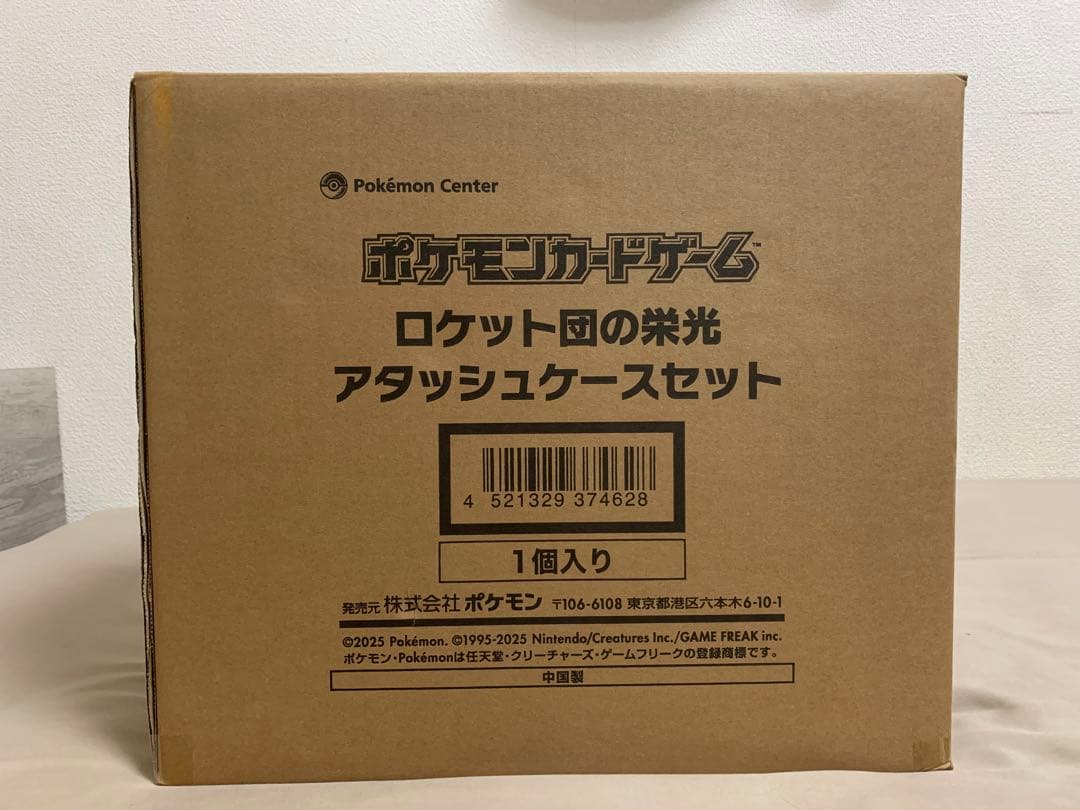 Pokémon Center
ポケモンカードゲーム™
ロケット団の栄光
アタッシュケースセット
4 521329 374628
1個入り
発売元 株式会社 ポケモン 〒106-6108 東京都港区六本木6-10-1
©2025 Pokémon. ©1995-2025 Nintendo/Creatures Inc./GAME FREAK inc.
ポケモン・Pokémonは任天堂・クリーチャーズ・ゲームフリークの登録商標です。
中国製